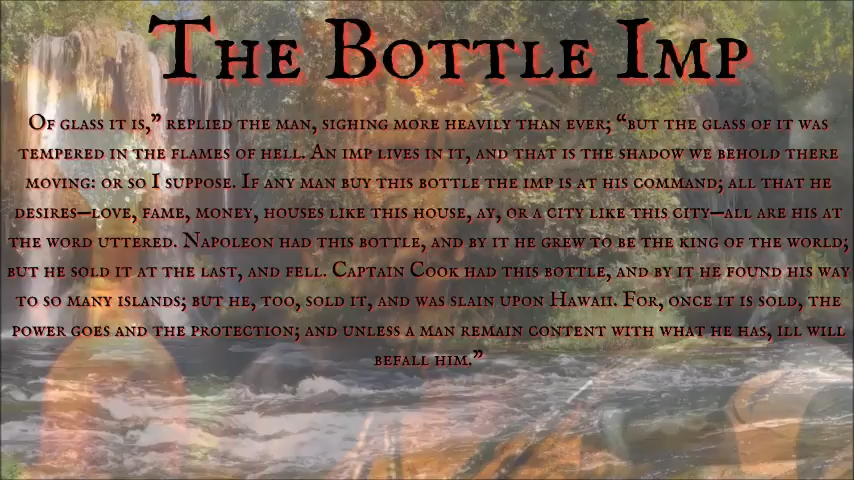 The Bottle Imp
Of glass it is,” replied the man, sighing more heavily than ever; “but the glass of it was
tempered in the flames of hell. An imp lives in it, and that is the shadow we behold there
moving: or so I suppose. If any man buy this bottle the imp is at his command; all that he
desires—love, fame, money, houses like this house, ay, or a city like this city—all are his at
the word uttered. Napoleon had this bottle, and by it he grew to be the king of the world;
but he sold it at the last, and fell. Captain Cook had this bottle, and by it he found his way
to so many islands; but he, too, sold it, and was slain upon Hawaii. For, once it is sold, the
power goes and the protection; and unless a man remain content with what he has, ill will
befall him.”